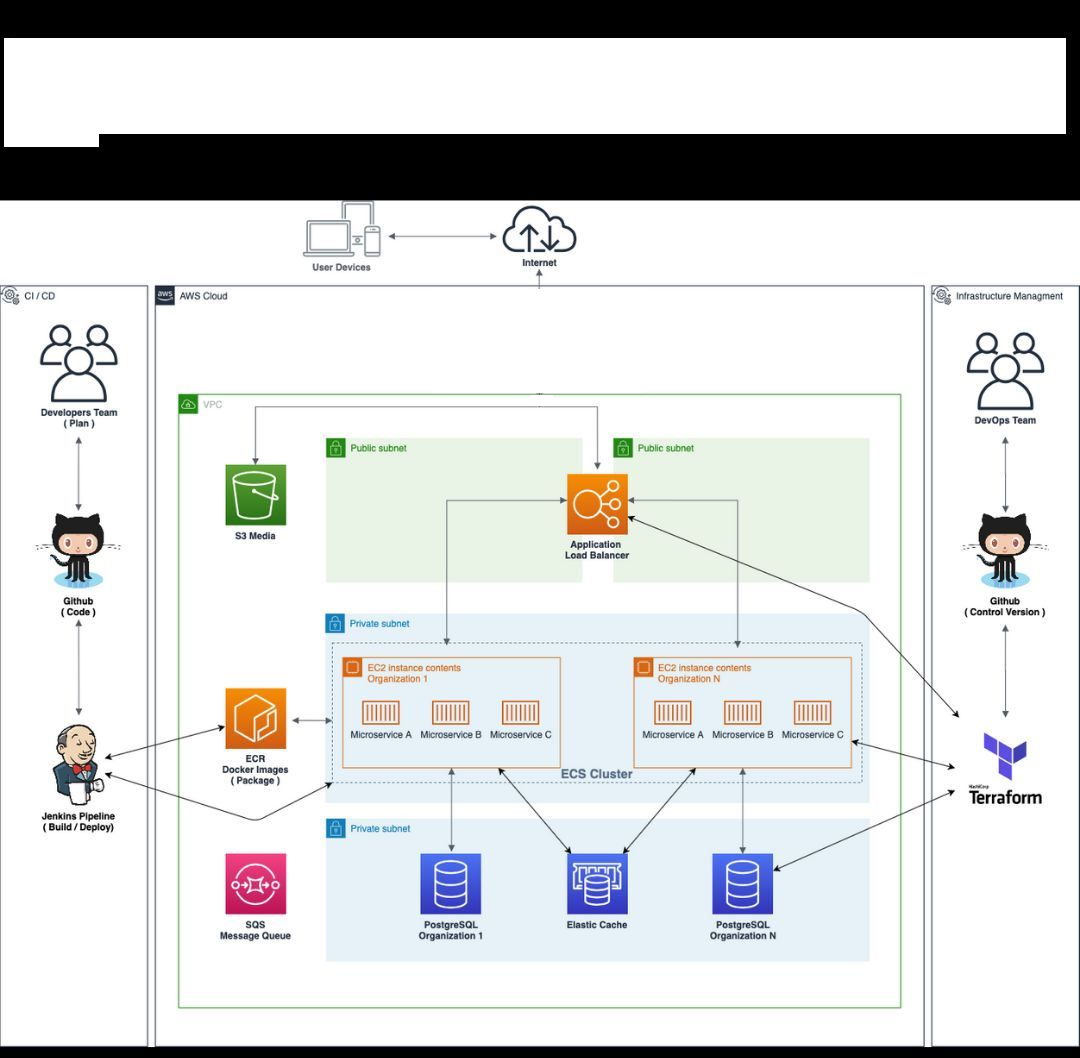 User Devices
Internet
CI / CD
aws
AWS Cloud
Infrastructure Managment
Developers Team
( Plan )
DevOps Team
VPC
Public subnet
Public subnet
S3 Media
Application
Load Balancer
Github
( Code )
Github
( Control Version )
Private subnet
EC2 instance contents
Organization 1
EC2 instance contents
Organization N
Microservice A
Microservice B
Microservice C
Microservice A
Microservice B
Microservice C
ECS Cluster
ECR
Docker Images
( Package )
Jenkins Pipeline
( Build / Deploy)
HashiCorp
Terraform
Private subnet
SQS
Message Queue
PostgreSQL
Organization 1
Elastic Cache
PostgreSQL
Organization N